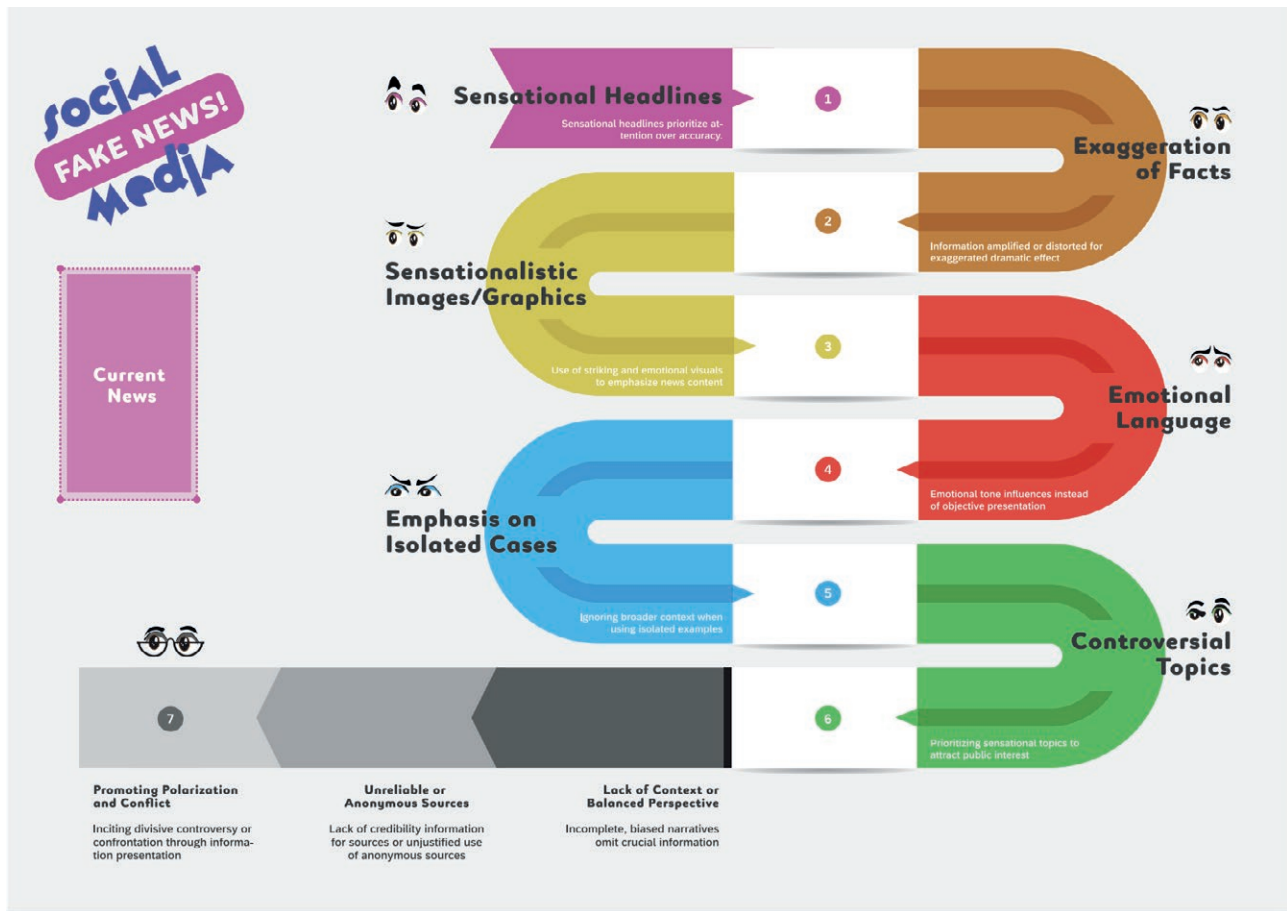 SOCIAL
FAKE NEWS!
MEDIA
Current
News
Sensational Headlines
Sensational headlines prioritize at-
tention over accuracy.
1
Exaggeration
of Facts
Information amplified or distorted for
exaggerated dramatic effect
2
Sensationalistic
Images/Graphics
Use of striking and emotional visuals
to emphasize news content
3
Emotional
Language
Emotional tone influences instead
of objective presentation
4
Emphasis on
Isolated Cases
Ignoring broader context when
using isolated examples
5
Controversial
Topics
Prioritizing sensational topics to
attract public interest
6
Lack of Context or
Balanced Perspective
Incomplete, biased narratives
omit crucial information
Unreliable or
Anonymous Sources
Lack of credibility information
for sources or unjustified use
of anonymous sources
7
Promoting Polarization
and Conflict
Inciting divisive controversy or
confrontation through informa-
tion presentation